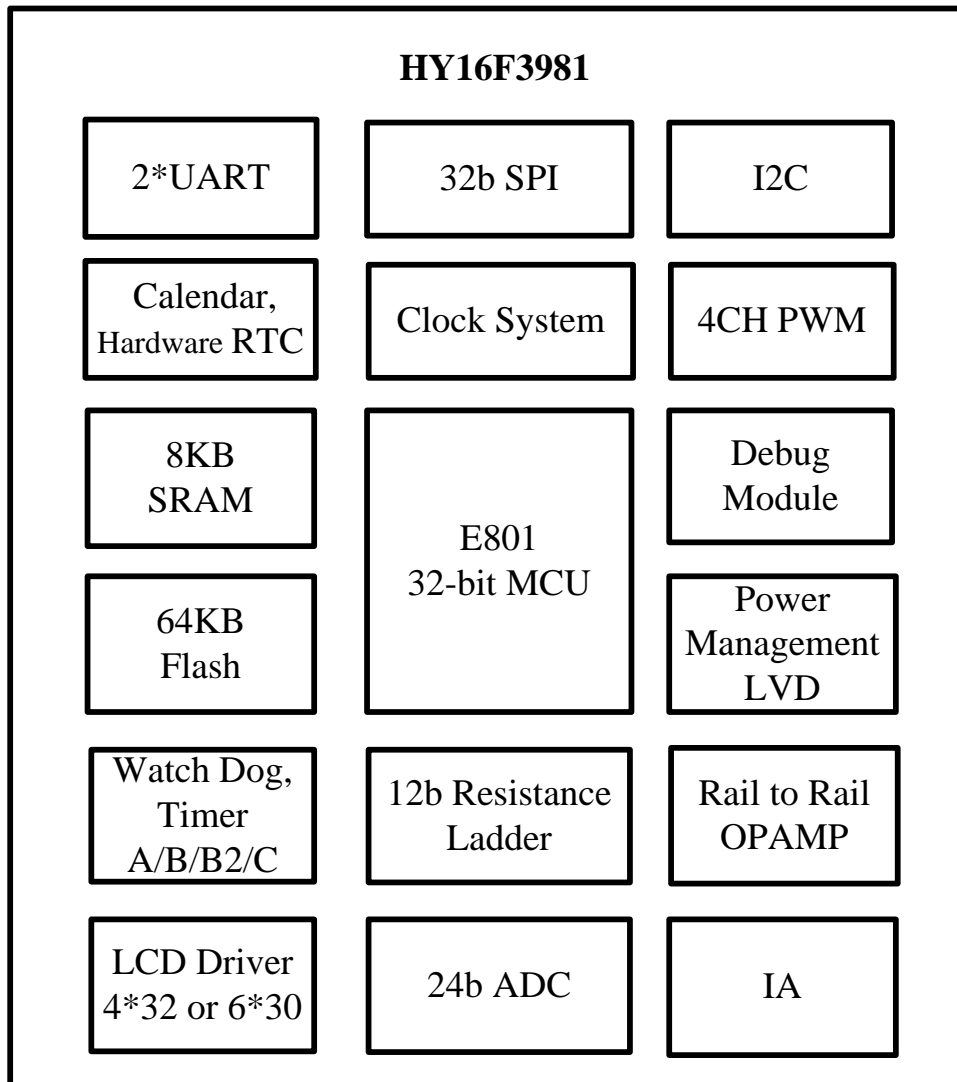 HY16F3981
2*UART
32b SPI
I2C
Calendar,
Hardware RTC
Clock System
4CH PWM
8KB
SRAM
E801
32-bit MCU
Debug
Module
64KB
Flash
Power
Management
LVD
Watch Dog,
Timer
A/B/B2/C
12b Resistance
Ladder
Rail to Rail
OPAMP
LCD Driver
4*32 or 6*30
24b ADC
IA